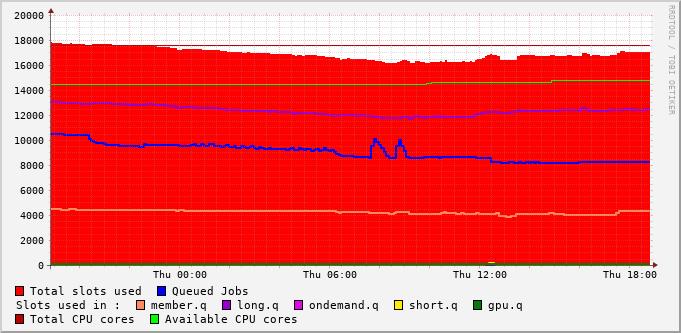 20000
18000
16000
14000
12000
10000
8000
6000
4000
2000
0
Thu 00:00 Thu 06:00 Thu 12:00 Thu 18:00
Total slots used Queued Jobs
Slots used in : member.q long.q ondemand.q short.q gpu.q
Total CPU cores Available CPU cores
RRDTOOL / TOBI OETIKER